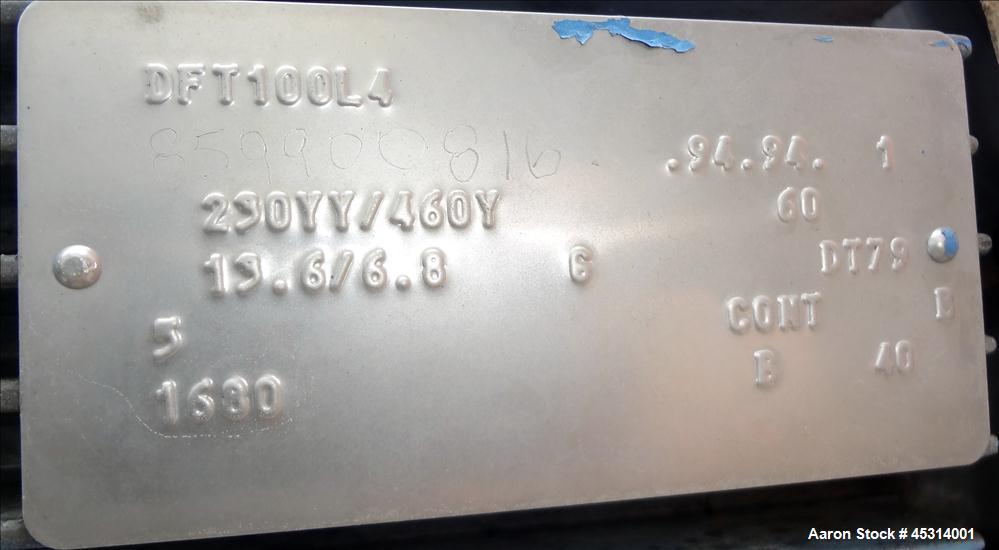 DFT100L4
8599000816. .94.94. 1
230YY/460Y 60
13.6/6.8 G DT79
CONT B
5
B 40
1680
Aaron Stock # 45314001